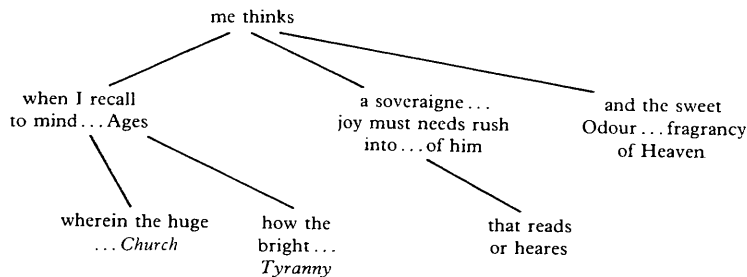 me thinks
when I recall
to mind ... Ages
a soveraigne ...
joy must needs rush
into ... of him
and the sweet
Odour ... fragrancy
of Heaven
wherein the huge
... Church
how the
bright ...
Tyranny
that reads
or heares